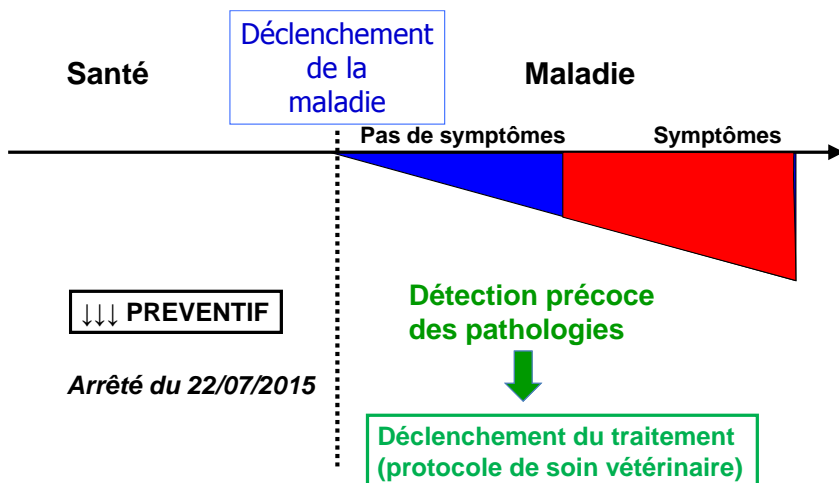 Déclenchement
de la
maladie
Santé
Maladie
Pas de symptômes
Symptômes
↓↓↓ PREVENTIF
Arrêté du 22/07/2015
Détection précoce
des pathologies
Déclenchement du traitement
(protocole de soin vétérinaire)